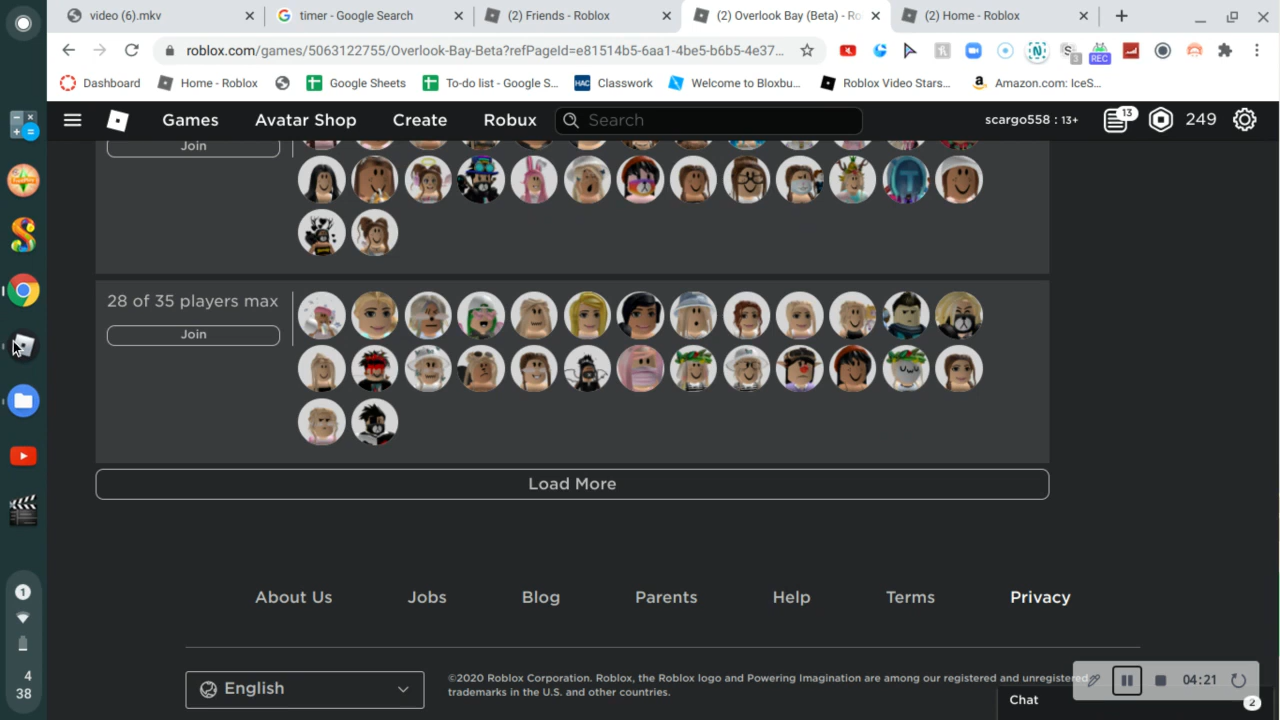 video (6).mkv
timer - Google Search
(2) Friends - Roblox
(2) Overlook Bay (Beta) - Ro
(2) Home - Roblox
roblox.com/games/5063122755/Overlook-Bay-Beta?refPageId=e81514b5-6aa1-4be5-b6b5-4e37...
3
REC
Dashboard
Home - Roblox
Google Sheets
To-do list - Google S...
HAC
Classwork
Welcome to Bloxbu...
Roblox Video Stars...
Amazon.com: IceS...
Games
Avatar Shop
Create
Robux
Search
scargo558 : 13+
13
249
Join
28 of 35 players max
Join
Load More
About Us
Jobs
Blog
Parents
Help
Terms
Privacy
English
©2020 Roblox Corporation. Roblox, the Roblox logo and Powering Imagination are among our registered and unregistered
trademarks in the U.S. and other countries.
04:21
Chat
2
1
4
38